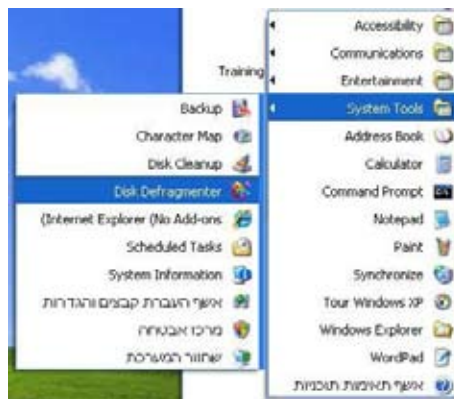 Accessibility
Communications
Entertainment
System Tools
Address Book
Calculator
Command Prompt
Notepad
Paint
Synchronize
Tour Windows XP
Windows Explorer
WordPad
אשף תאימות תוכניות
Training
Backup
Character Map
Disk Cleanup
Disk Defragmenter
(Internet Explorer (No Add-ons
Scheduled Tasks
System Information
אשף העברת קבצים והגדרות
מרכז אבטחה
שחזור המערכת